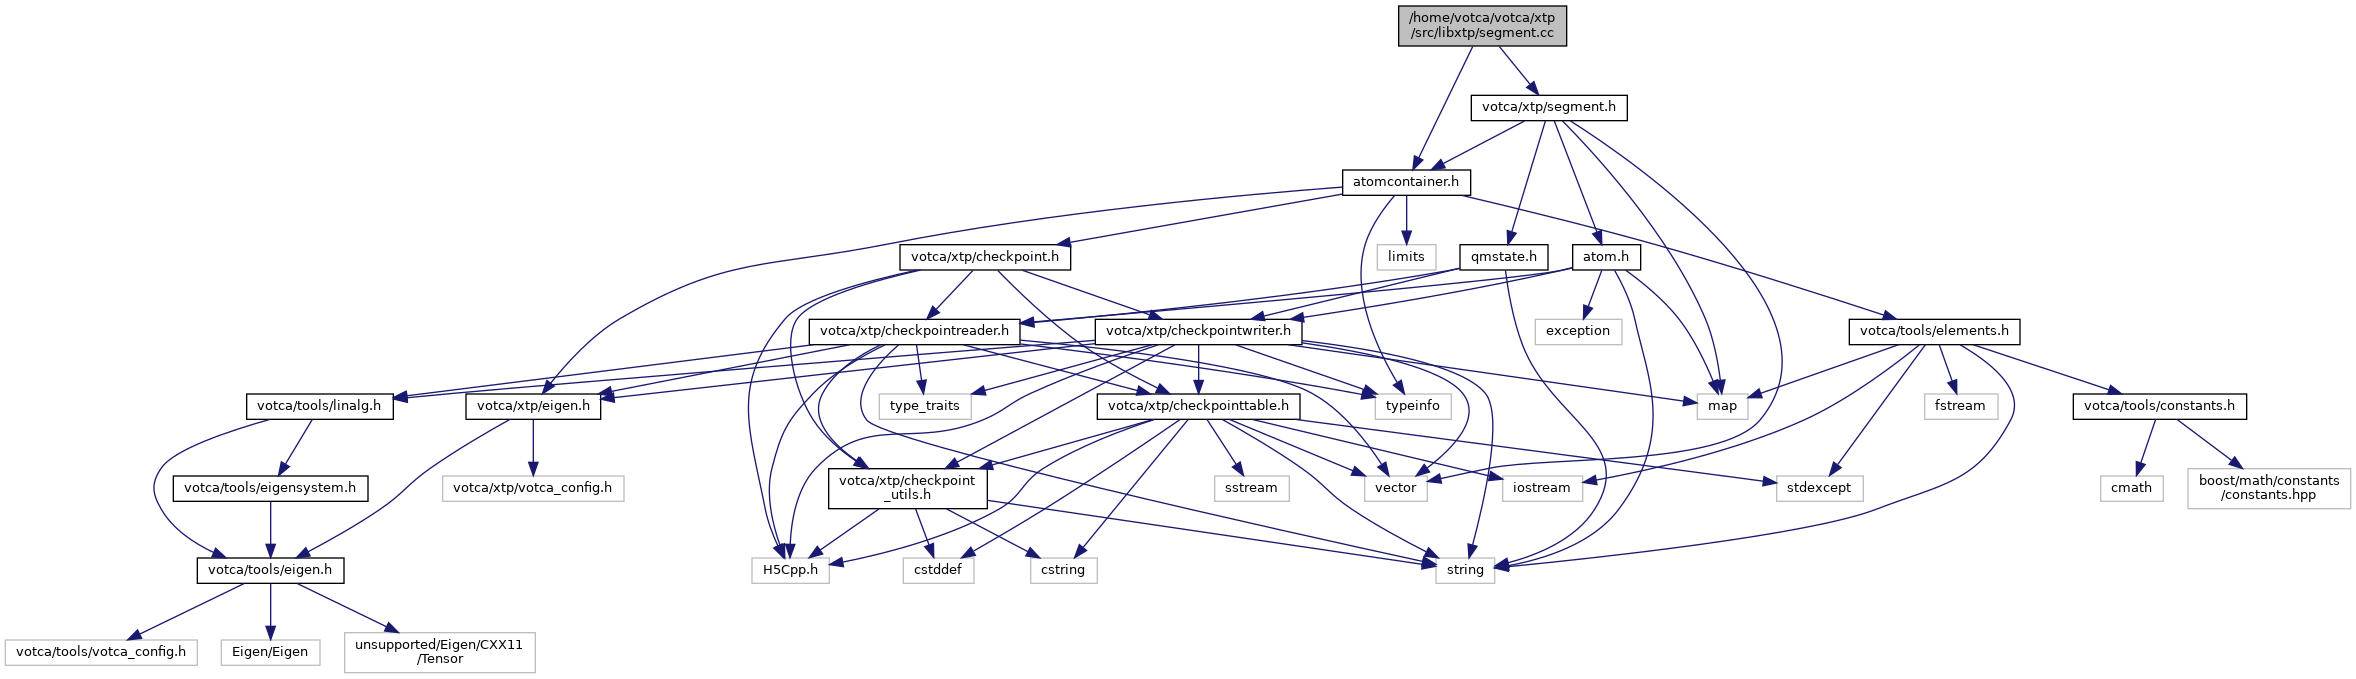 /home/votca/votca/xtp
/src/libxtp/segment.cc
votca/xtp/segment.h
atomcontainer.h
votca/xtp/checkpoint.h
limits
qmstate.h
atom.h
votca/xtp/checkpointreader.h
votca/xtp/checkpointwriter.h
exception
votca/tools/elements.h
votca/tools/linalg.h
votca/xtp/eigen.h
type_traits
votca/xtp/checkpointtable.h
typeinfo
map
fstream
votca/tools/constants.h
votca/tools/eigensystem.h
votca/xtp/votca_config.h
votca/xtp/checkpoint
_utils.h
sstream
vector
iostream
stdexcept
cmath
boost/math/constants
/constants.hpp
votca/tools/eigen.h
H5Cpp.h
cstddef
cstring
string
votca/tools/votca_config.h
Eigen/Eigen
unsupported/Eigen/CXX11
/Tensor